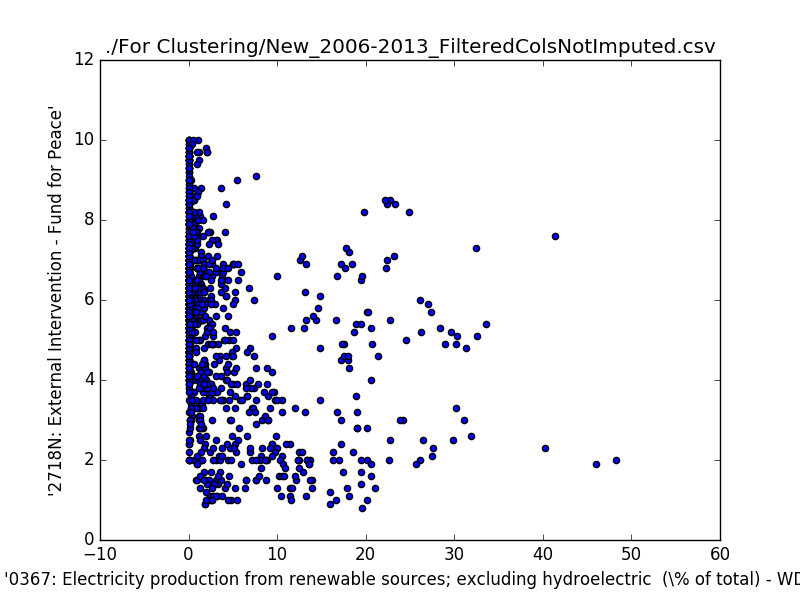 ./For Clustering/New_2006-2013_FilteredColsNotImputed.csv
'2718N: External Intervention - Fund for Peace'
12
10
8
6
4
2
0
−10 0 10 20 30 40 50 60
'0367: Electricity production from renewable sources; excluding hydroelectric (\% of total) - WD